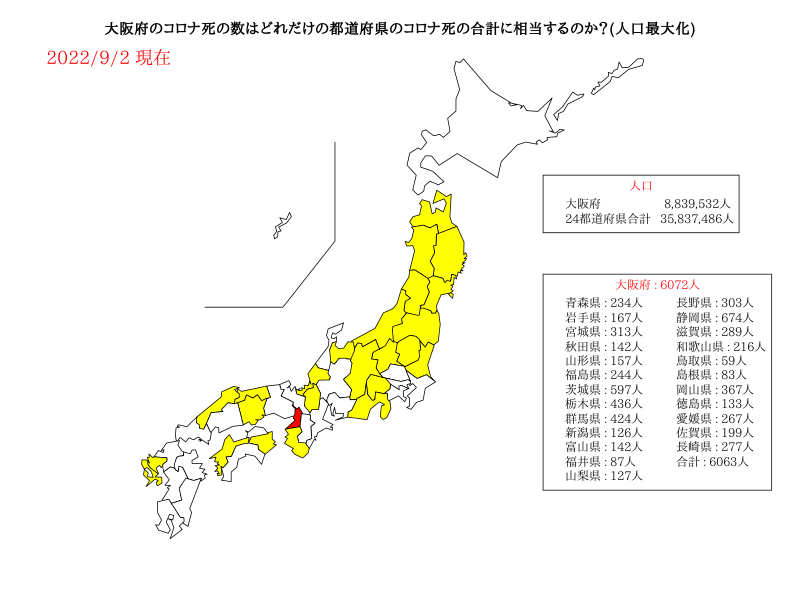 大阪府のコロナ死の数はどれだけの都道府県のコロナ死の合計に相当するのか?(人口最大化)
2022/9/2 現在
人口
大阪府 8,839,532人
24都道府県合計 35,837,486人
大阪府 : 6072人
青森県 : 234人 長野県 : 303人
岩手県 : 167人 静岡県 : 674人
宮城県 : 313人 滋賀県 : 289人
秋田県 : 142人 和歌山県 : 216人
山形県 : 157人 鳥取県 : 59人
福島県 : 244人 島根県 : 83人
茨城県 : 597人 岡山県 : 367人
栃木県 : 436人 徳島県 : 133人
群馬県 : 424人 愛媛県 : 267人
新潟県 : 126人 佐賀県 : 199人
富山県 : 142人 長崎県 : 277人
福井県 : 87人 合計 : 6063人
山梨県 : 127人